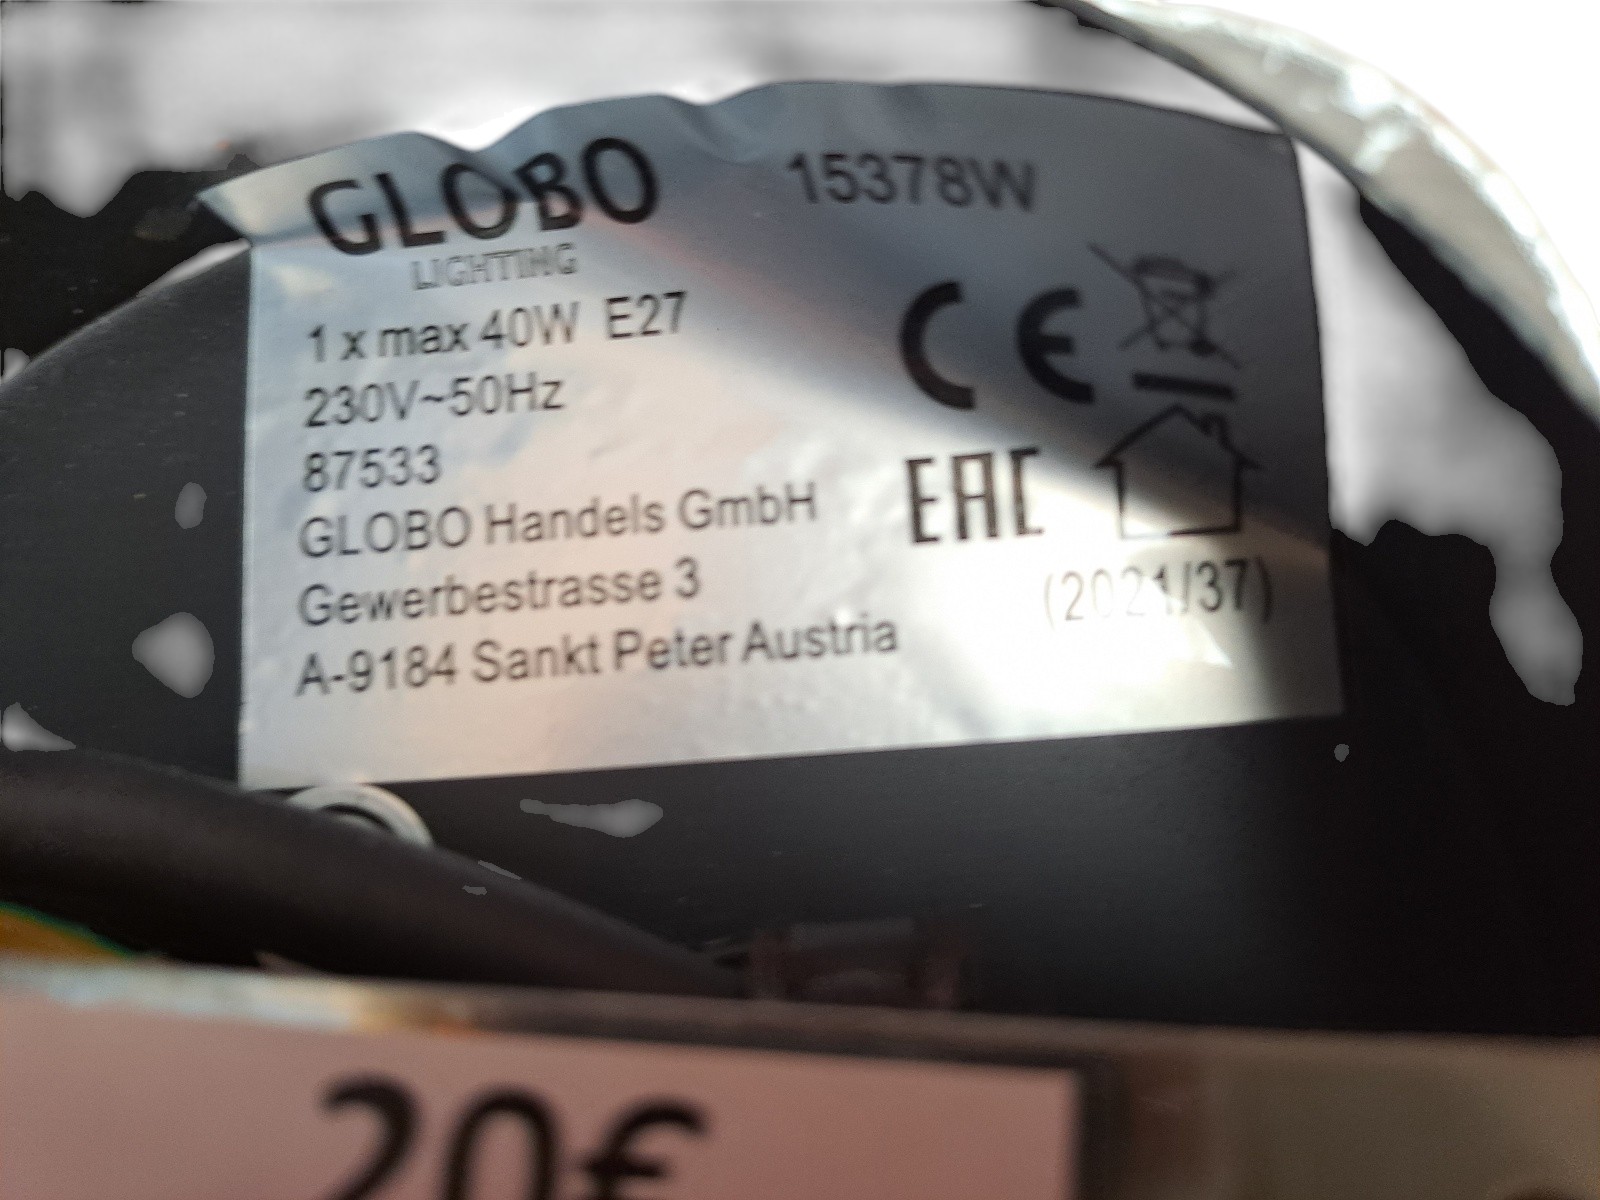 GLOBO
LIGHTING
15378W
1 x max 40W E27
230V~50Hz
87533
GLOBO Handels GmbH
Gewerbestrasse 3
A-9184 Sankt Peter Austria
CE
EAC
(2021/37)
20€